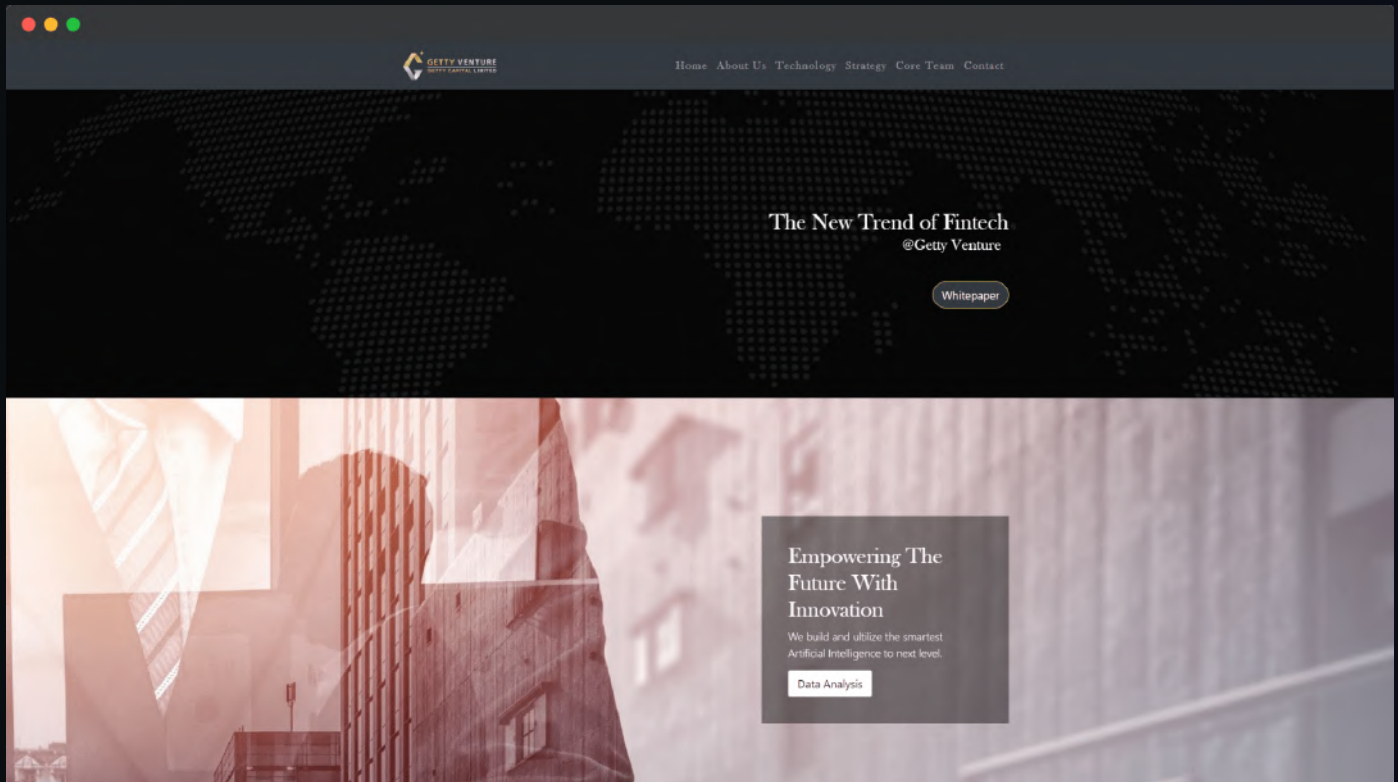 GETTY VENTURE
GETTY CAPITAL LIMITED
Home About Us Technology Strategy Core Team Contact
The New Trend of Fintech
@Getty Venture
Whitepaper
Empowering The
Future With
Innovation
We build and ultilize the smartest
Artificial Intelligence to next level.
Data Analysis